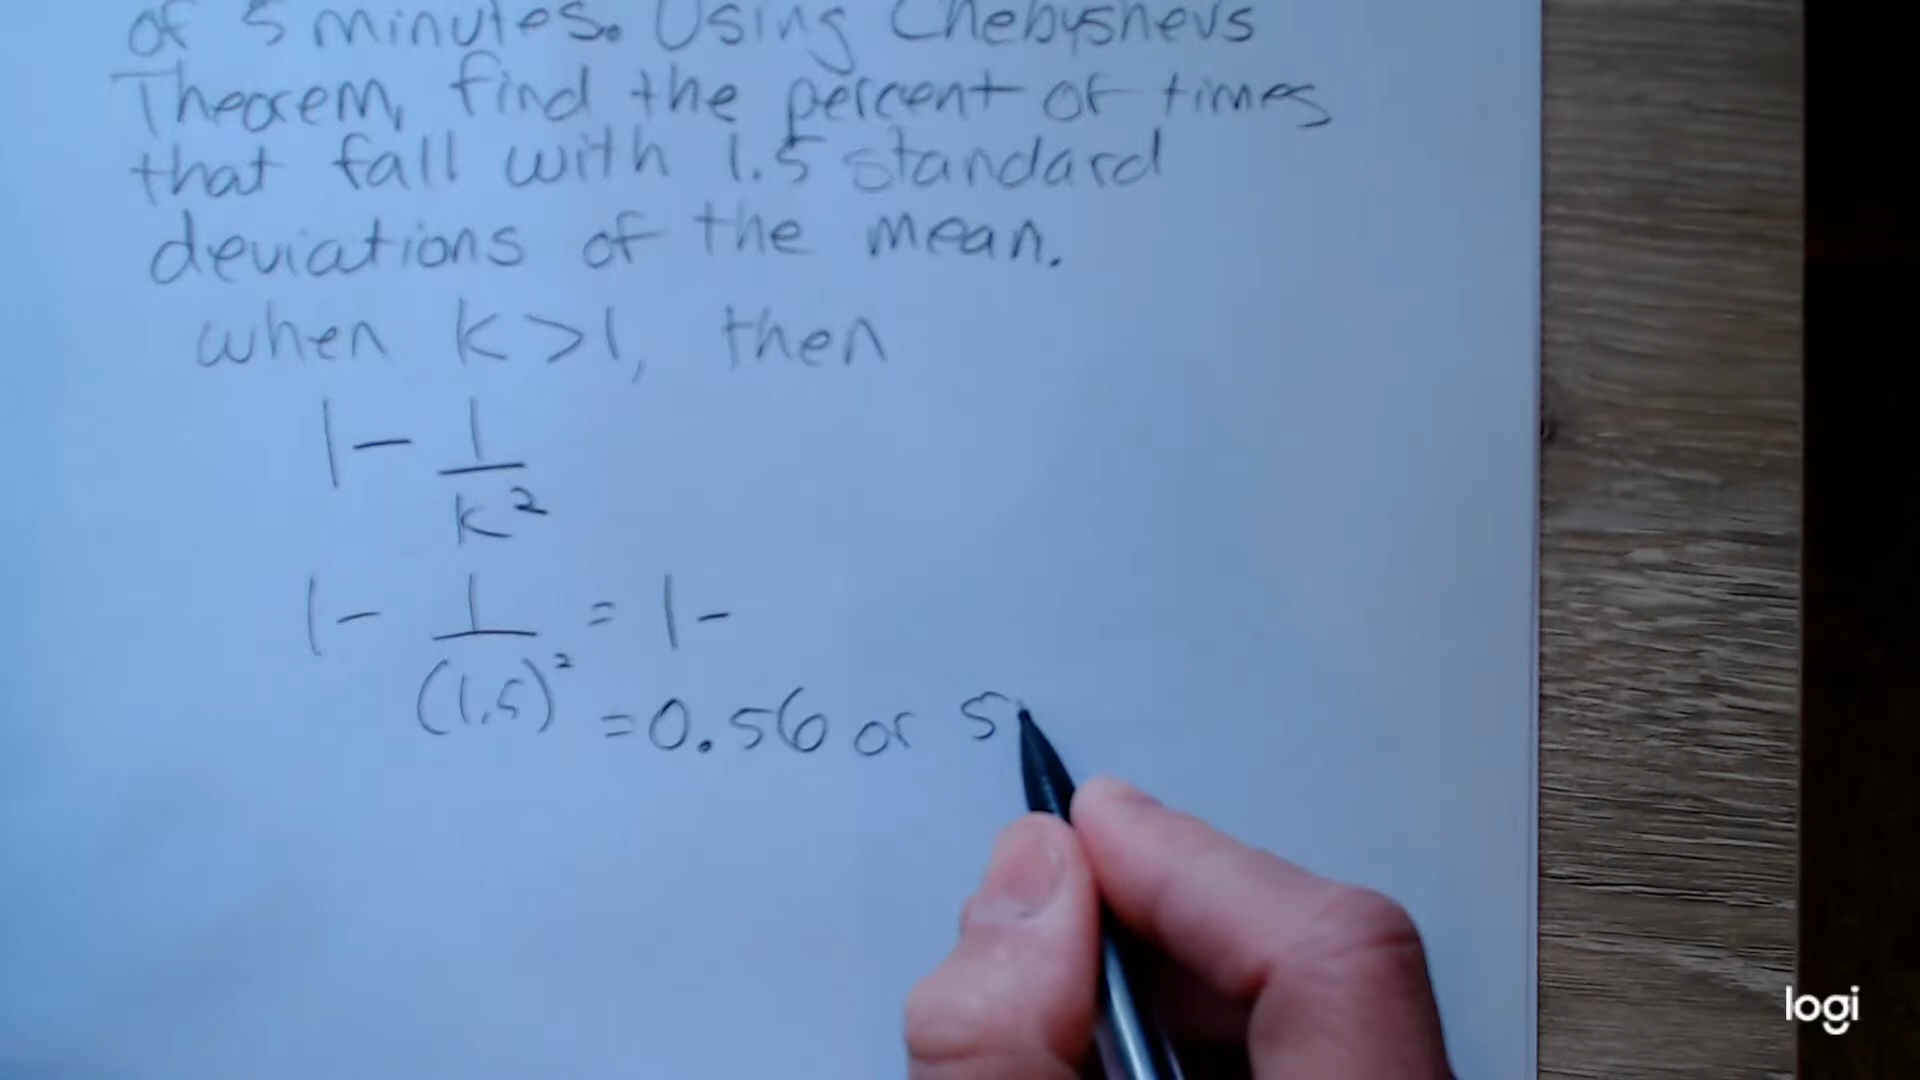 of 5 minutes. Using Chebyshevs
Theorem, find the percent of times
that fall with 1.5 standard
deviations of the mean.
when k>1, then
1 - 1/k²
1 - 1/(1.5)² = 1 -
= 0.56 or 5
logi